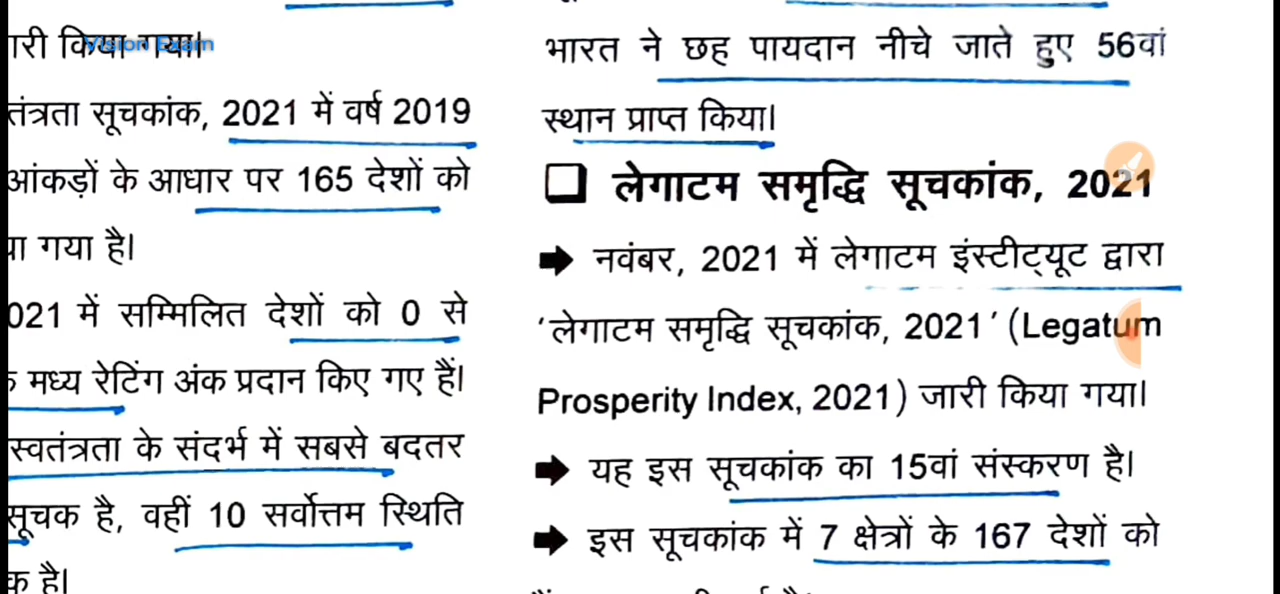 ारी किया गया।
Vision Exam
तंत्रता सूचकांक, 2021 में वर्ष 2019
आंकड़ों के आधार पर 165 देशों को
या गया है।
021 में सम्मिलित देशों को 0 से
मध्य रेटिंग अंक प्रदान किए गए हैं।
स्वतंत्रता के संदर्भ में सबसे बदतर
सूचक है, वहीं 10 सर्वोत्तम स्थिति
क है।
भारत ने छह पायदान नीचे जाते हुए 56वां
स्थान प्राप्त किया।
❑ लेगाटम समृद्धि सूचकांक, 2021
➡ नवंबर, 2021 में लेगाटम इंस्टीट्यूट द्वारा
‘लेगाटम समृद्धि सूचकांक, 2021’ (Legatum
Prosperity Index, 2021) जारी किया गया।
➡ यह इस सूचकांक का 15वां संस्करण है।
➡ इस सूचकांक में 7 क्षेत्रों के 167 देशों को